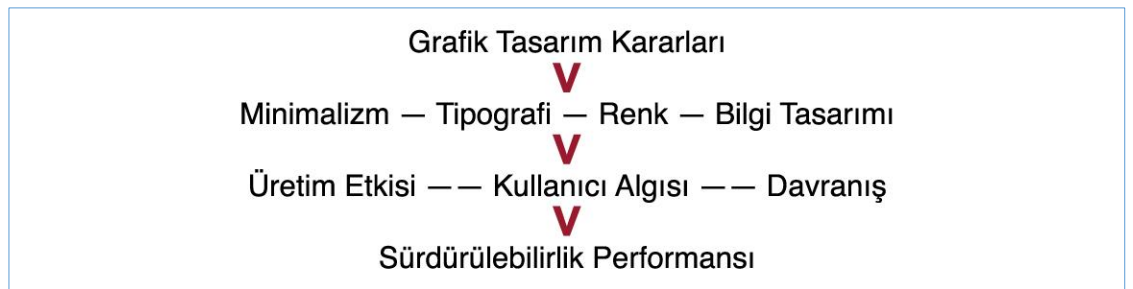 Grafik Tasarım Kararları
V
Minimalizm — Tipografi — Renk — Bilgi Tasarımı
V
Üretim Etkisi —— Kullanıcı Algısı —— Davranış
V
Sürdürülebilirlik Performansı